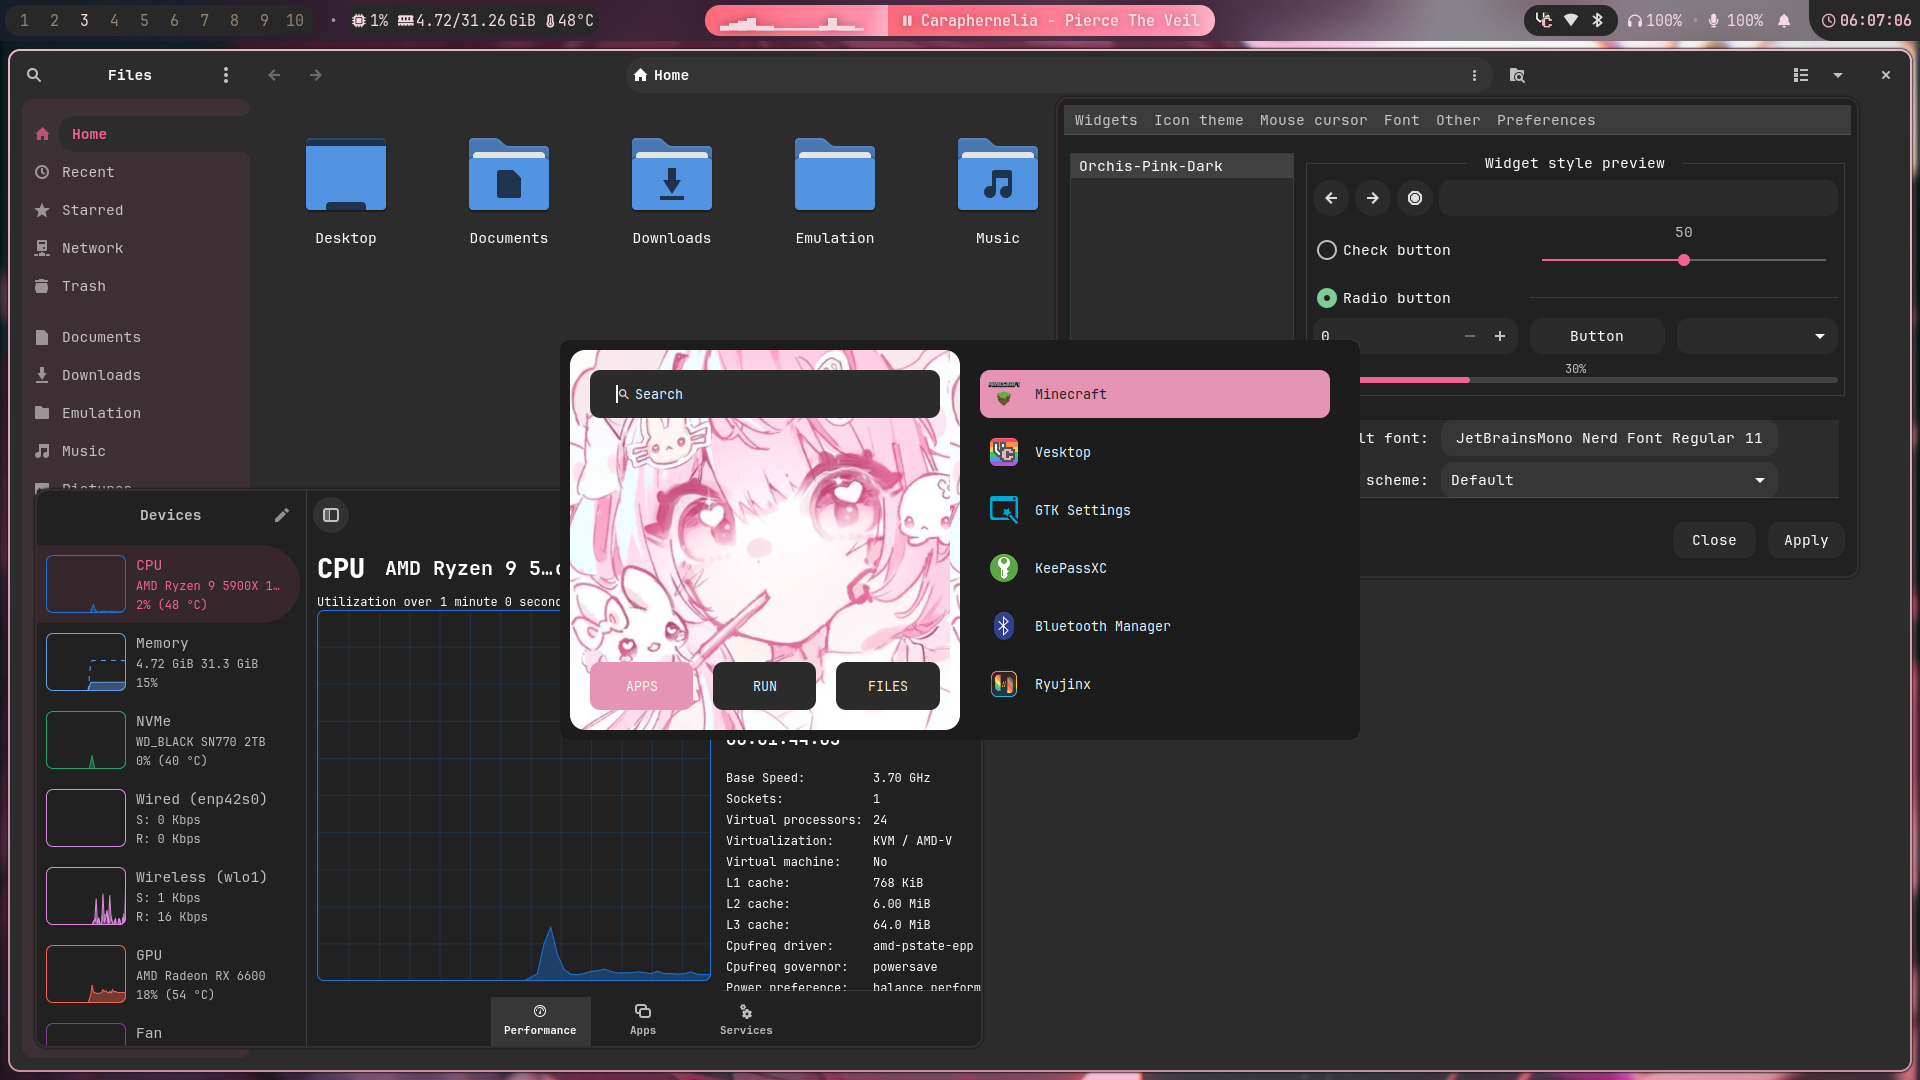 1 2 3 4 5 6 7 8 9 10 • 1% 4.72/31.26 GiB 48°C
Caraphernelia - Pierce The Veil
100% • 100% 06:07:06
Files
Home
Home
Recent
Starred
Network
Trash
Documents
Downloads
Emulation
Music
Pictures
Desktop
Documents
Downloads
Emulation
Music
Widgets Icon theme Mouse cursor Font Other Preferences
Orchis-Pink-Dark
Widget style preview
50
Check button
Radio button
0
Button
30%
lt font: JetBrainsMono Nerd Font Regular 11
scheme: Default
Close Apply
Search
APPS RUN FILES
Minecraft
Vesktop
GTK Settings
KeePassXC
Bluetooth Manager
Ryujinx
Devices
CPU
AMD Ryzen 9 5900X 1…
2% (48 °C)
Memory
4.72 GiB 31.3 GiB
15%
NVMe
WD_BLACK SN770 2TB
0% (40 °C)
Wired (enp42s0)
S: 0 Kbps
R: 0 Kbps
Wireless (wlo1)
S: 1 Kbps
R: 16 Kbps
GPU
AMD Radeon RX 6600
18% (54 °C)
Fan
CPU AMD Ryzen 9 5…c
Utilization over 1 minute 0 second
Base Speed: 3.70 GHz
Sockets: 1
Virtual processors: 24
Virtualization: KVM / AMD-V
Virtual machine: No
L1 cache: 768 KiB
L2 cache: 6.00 MiB
L3 cache: 64.0 MiB
Cpufreq driver: amd-pstate-epp
Cpufreq governor: powersave
Power preference: balance_perform
Performance
Apps
Services